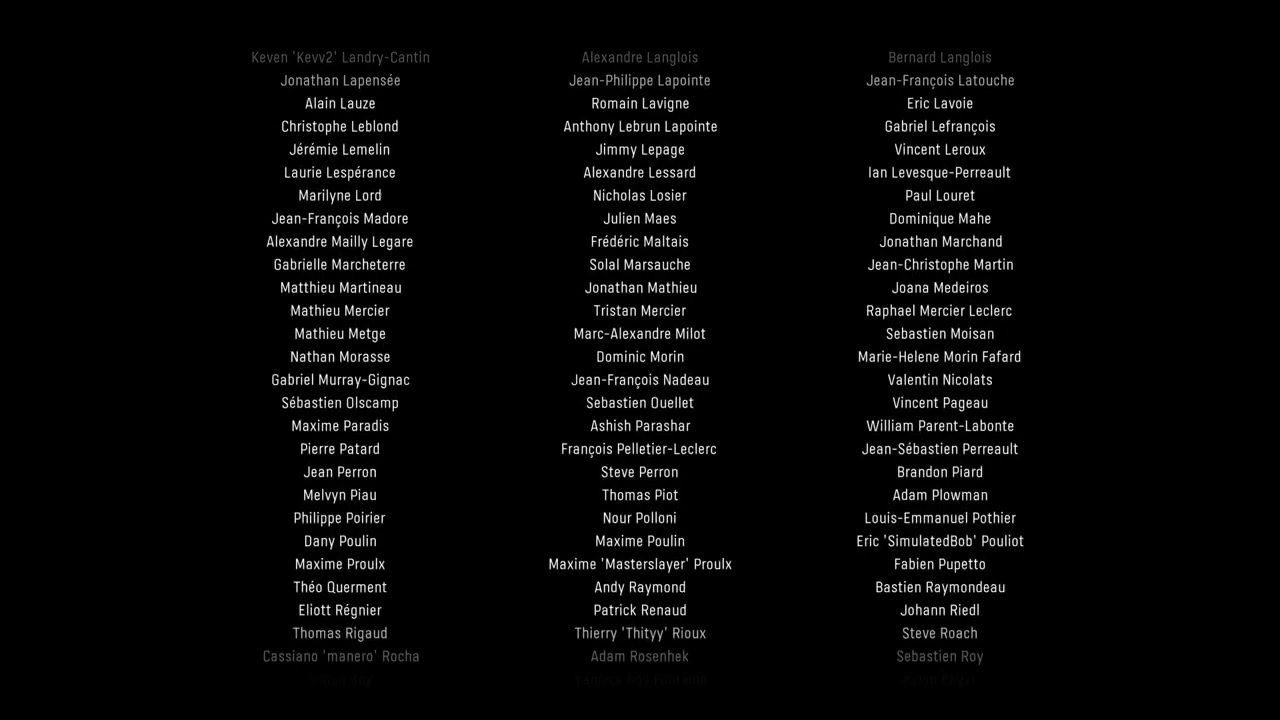 Keven 'Kevv2' Landry-Cantin Alexandre Langlois Bernard Langlois
Jonathan Lapensée Jean-Philippe Lapointe Jean-François Latouche
Alain Lauze Romain Lavigne Eric Lavoie
Christophe Leblond Anthony Lebrun Lapointe Gabriel Lefrançois
Jérémie Lemelin Jimmy Lepage Vincent Leroux
Laurie Lespérance Alexandre Lessard Ian Levesque-Perreault
Marilyne Lord Nicholas Losier Paul Louret
Jean-François Madore Julien Maes Dominique Mahe
Alexandre Mailly Legare Frédéric Maltais Jonathan Marchand
Gabrielle Marcheterre Solal Marsauche Jean-Christophe Martin
Matthieu Martineau Jonathan Mathieu Joana Medeiros
Mathieu Mercier Tristan Mercier Raphael Mercier Leclerc
Mathieu Metge Marc-Alexandre Milot Sebastien Moisan
Nathan Morasse Dominic Morin Marie-Helene Morin Fafard
Gabriel Murray-Gignac Jean-François Nadeau Valentin Nicolats
Sébastien Olscamp Sebastien Ouellet Vincent Pageau
Maxime Paradis Ashish Parashar William Parent-Labonte
Pierre Patard François Pelletier-Leclerc Jean-Sébastien Perreault
Jean Perron Steve Perron Brandon Piard
Melvyn Piau Thomas Piot Adam Plowman
Philippe Poirier Nour Polloni Louis-Emmanuel Pothier
Dany Poulin Maxime Poulin Eric 'SimulatedBob' Pouliot
Maxime Proulx Maxime 'Masterslayer' Proulx Fabien Pupetto
Théo Querment Andy Raymond Bastien Raymondeau
Eliott Régnier Patrick Renaud Johann Riedl
Thomas Rigaud Thierry 'Thityy' Rioux Steve Roach
Cassiano 'manero' Rocha Adam Rosenhek Sebastien Roy